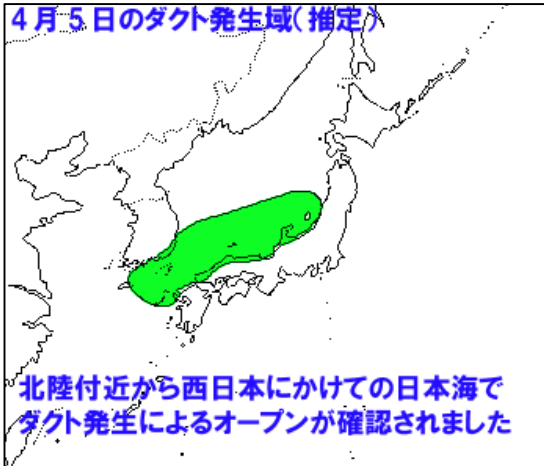 4月5日のダクト発生域(推定)
北陸付近から西日本にかけての日本海で
ダクト発生によるオープンが確認されました